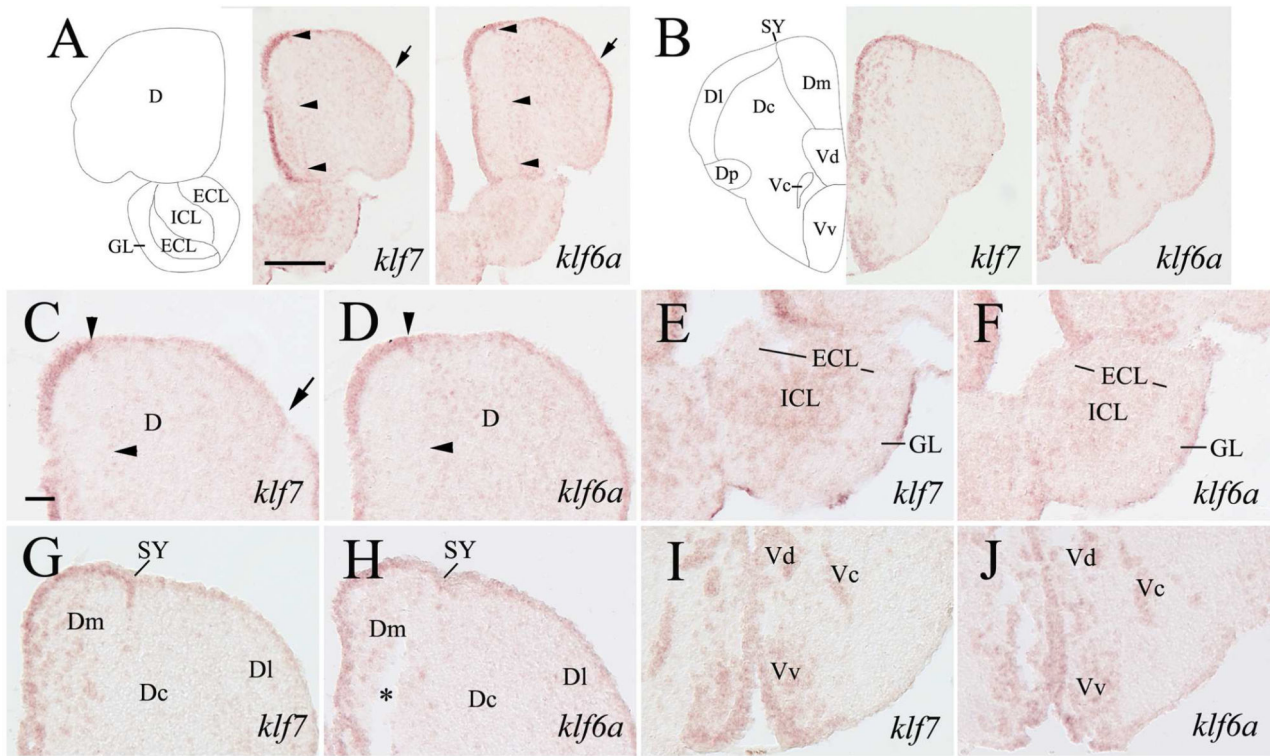 A
D
ECL
ICL
ECL
GL
klf7
klf6a
B
SY
Dl
Dm
Dc
Dp
Vd
Vc
Vv
klf7
klf6a
C
D
klf7
D
D
klf6a
E
ECL
ICL
GL
klf7
F
ECL
ICL
GL
klf6a
G
SY
Dm
Dc
Dl
klf7
H
SY
Dm
*
Dc
Dl
klf6a
I
Vd
Vc
Vv
klf7
J
Vd
Vc
Vv
klf6a